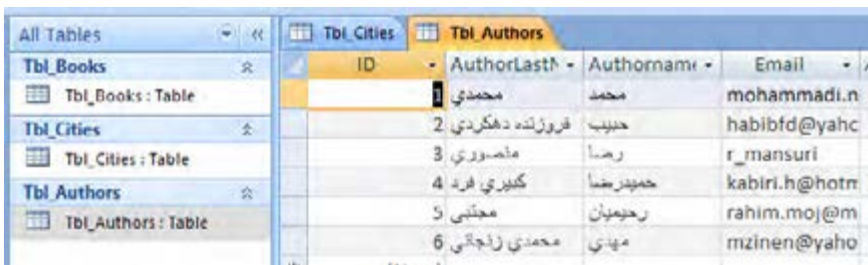 All Tables
Tbl_Books
Tbl_Books : Table
Tbl_Cities
Tbl_Cities : Table
Tbl_Authors
Tbl_Authors : Table
Tbl_Cities Tbl_Authors
ID AuthorLastN Authorname Email
1 محمدي محمد mohammadi.n
2 فروزنده دهكردي حبيب habibfd@yahc
3 منصوري رضا r_mansuri
4 كبيري فرد حميدرضا kabiri.h@hotm
5 مجتبي رحيميان rahim.moj@m
6 محمدي زنجاني مهدي mzinen@yaho